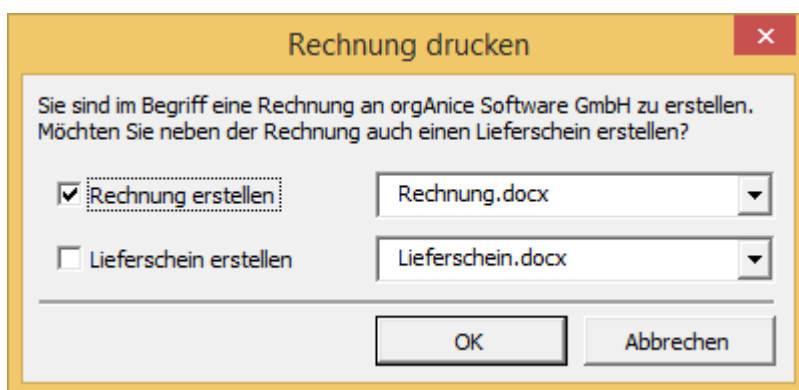 Rechnung drucken
Sie sind im Begriff eine Rechnung an orgAnice Software GmbH zu erstellen.
Möchten Sie neben der Rechnung auch einen Lieferschein erstellen?
Rechnung erstellen Rechnung.docx
Lieferschein erstellen Lieferschein.docx
OK Abbrechen